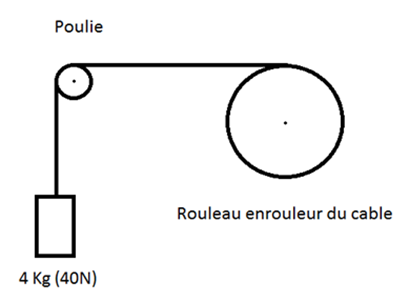 Poulie
Rouleau enrouleur du cable
4 Kg (40N)